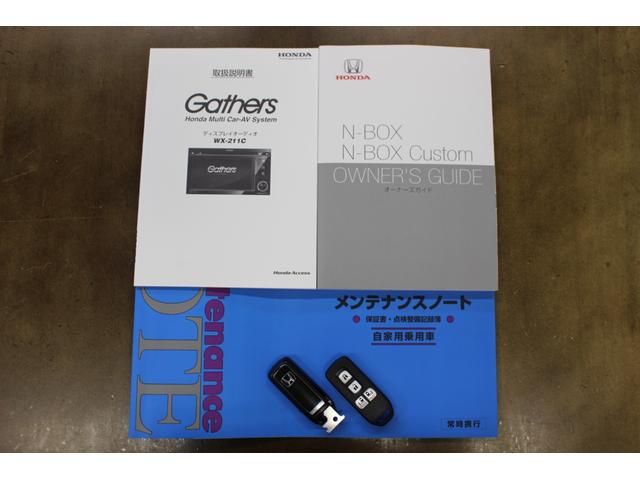 HONDA
取扱説明書
Gathers
Honda Multi Car-AV System
ディスプレイオーディオ
WX-211C
Gathers
Honda Access
HONDA
N-BOX
N-BOX Custom
OWNER'S GUIDE
オーナーズガイド
メンテナンスノート
保証書・点検整備記録簿
自家用乗用車
常時携行
tenance
OTE